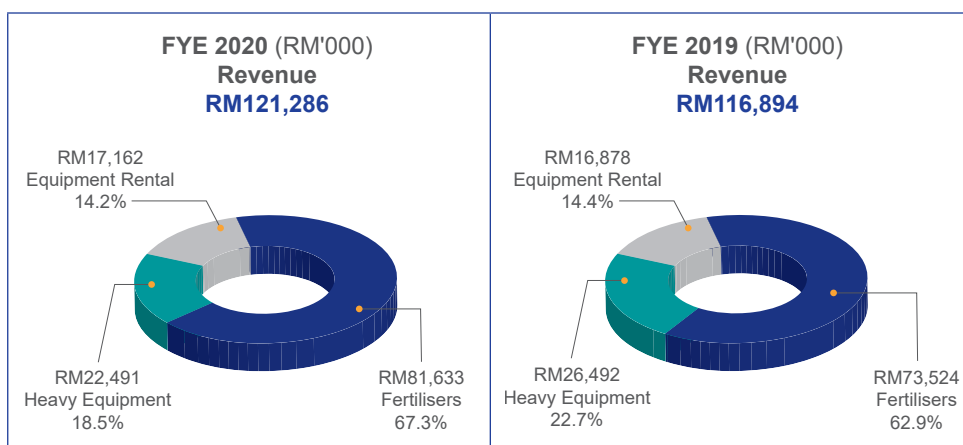 FYE 2020 (RM'000)
Revenue
RM121,286
RM17,162
Equipment Rental
14.2%
RM22,491
Heavy Equipment
18.5%
RM81,633
Fertilisers
67.3%
FYE 2019 (RM'000)
Revenue
RM116,894
RM16,878
Equipment Rental
14.4%
RM26,492
Heavy Equipment
22.7%
RM73,524
Fertilisers
62.9%